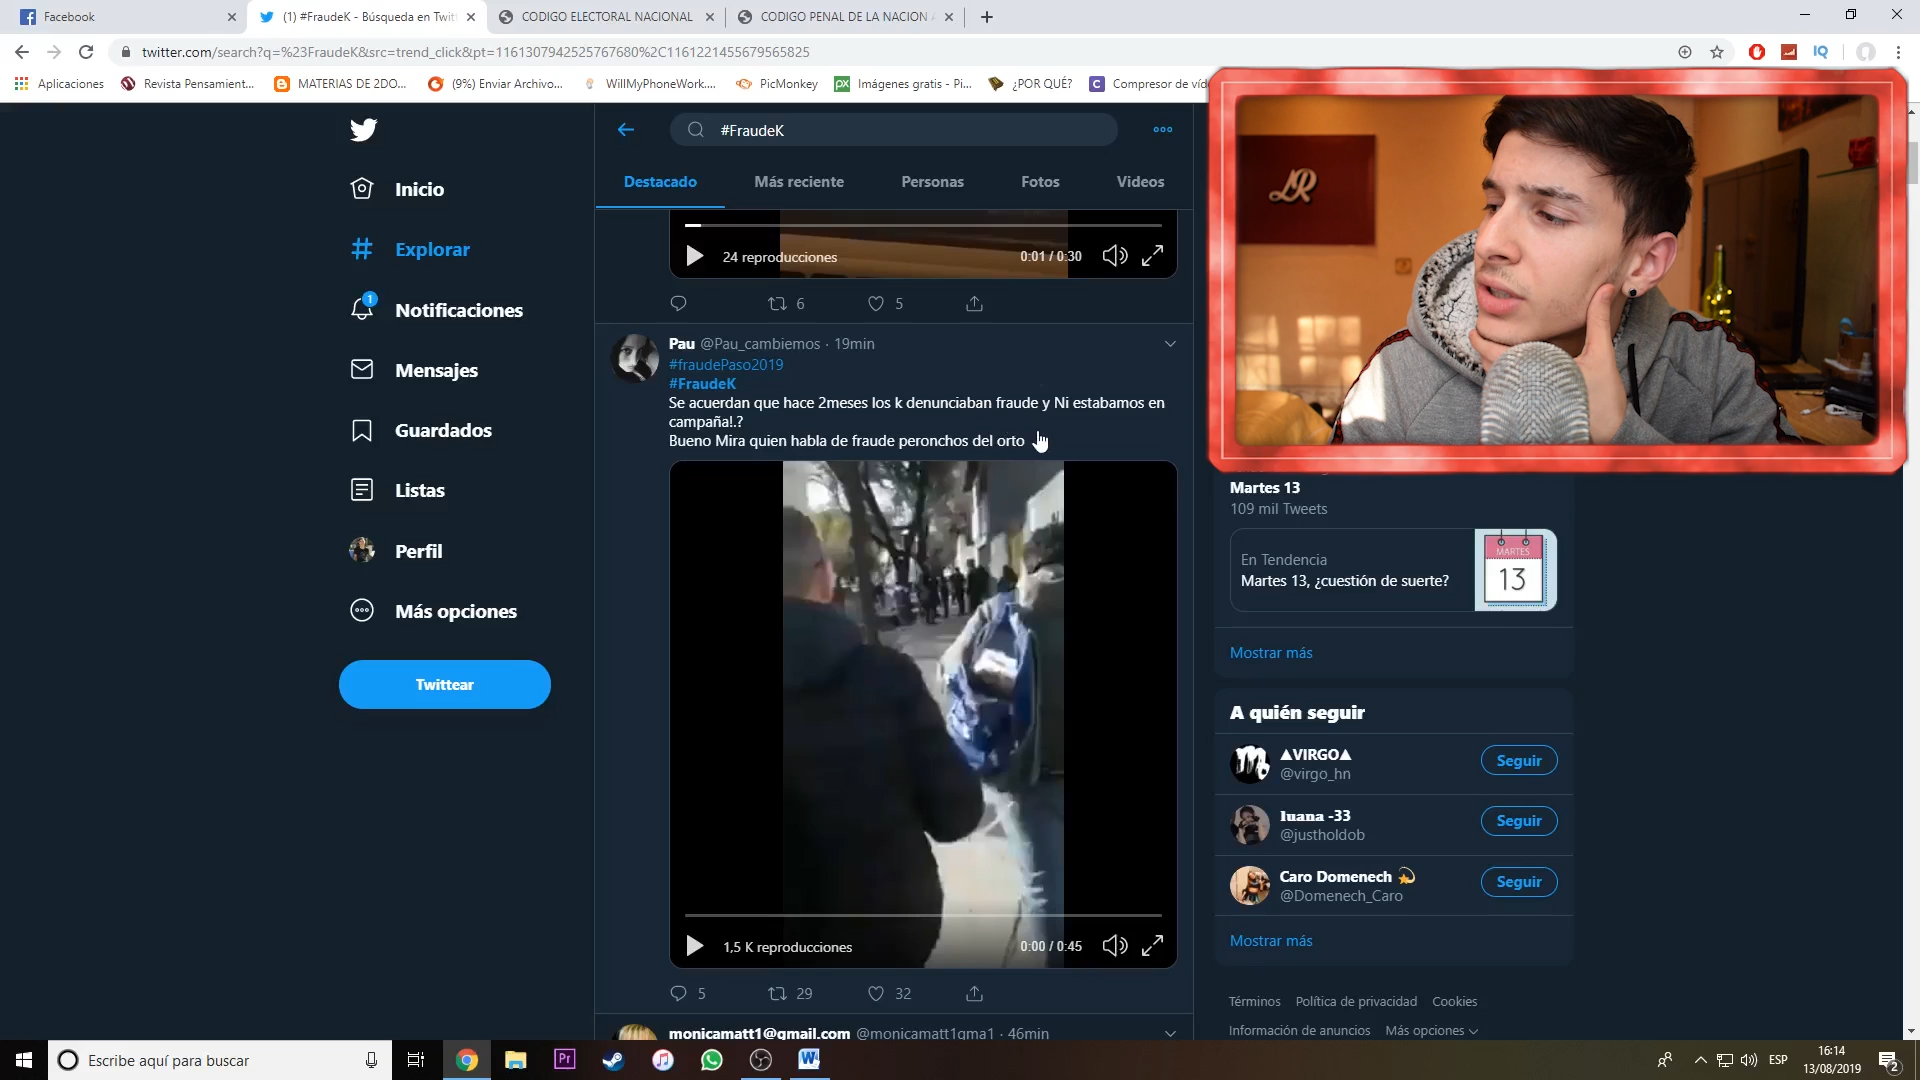 Facebook
(1) #FraudeK - Búsqueda en Twitt
CODIGO ELECTORAL NACIONAL
CODIGO PENAL DE LA NACION
twitter.com/search?q=%23FraudeK&src=trend_click&pt=1161307942525767680%2C1161221455679565825
IQ
Aplicaciones
Revista Pensamient...
MATERIAS DE 2DO...
(9%) Enviar Archivo...
WillMyPhoneWork....
PicMonkey
px
Imágenes gratis - Pi...
¿POR QUÉ?
C
Compresor de víd
#FraudeK
Destacado
Más reciente
Personas
Fotos
Videos
Inicio
Explorar
1
Notificaciones
Mensajes
Guardados
Listas
Perfil
Más opciones
Twittear
24 reproducciones
0:01 / 0:30
6
5
Pau @Pau_cambiemos · 19min
#fraudePaso2019
#FraudeK
Se acuerdan que hace 2meses los k denunciaban fraude y Ni estabamos en
campaña!.?
Bueno Mira quien habla de fraude peronchos del orto
1,5 K reproducciones
0:00 / 0:45
5
29
32
monicamatt1@gmail.com @monicamatt1gma1 · 46min
LR
Martes 13
109 mil Tweets
En Tendencia
Martes 13, ¿cuestión de suerte?
MARTES
13
Mostrar más
A quién seguir
▲VIRGO▲
@virgo_hn
Seguir
luana -33
@justholdob
Seguir
Caro Domenech 💫
@Domenech_Caro
Seguir
Mostrar más
Términos
Política de privacidad
Cookies
Información de anuncios
Más opciones
Escribe aquí para buscar
Pr
W
ESP
16:14
13/08/2019
2